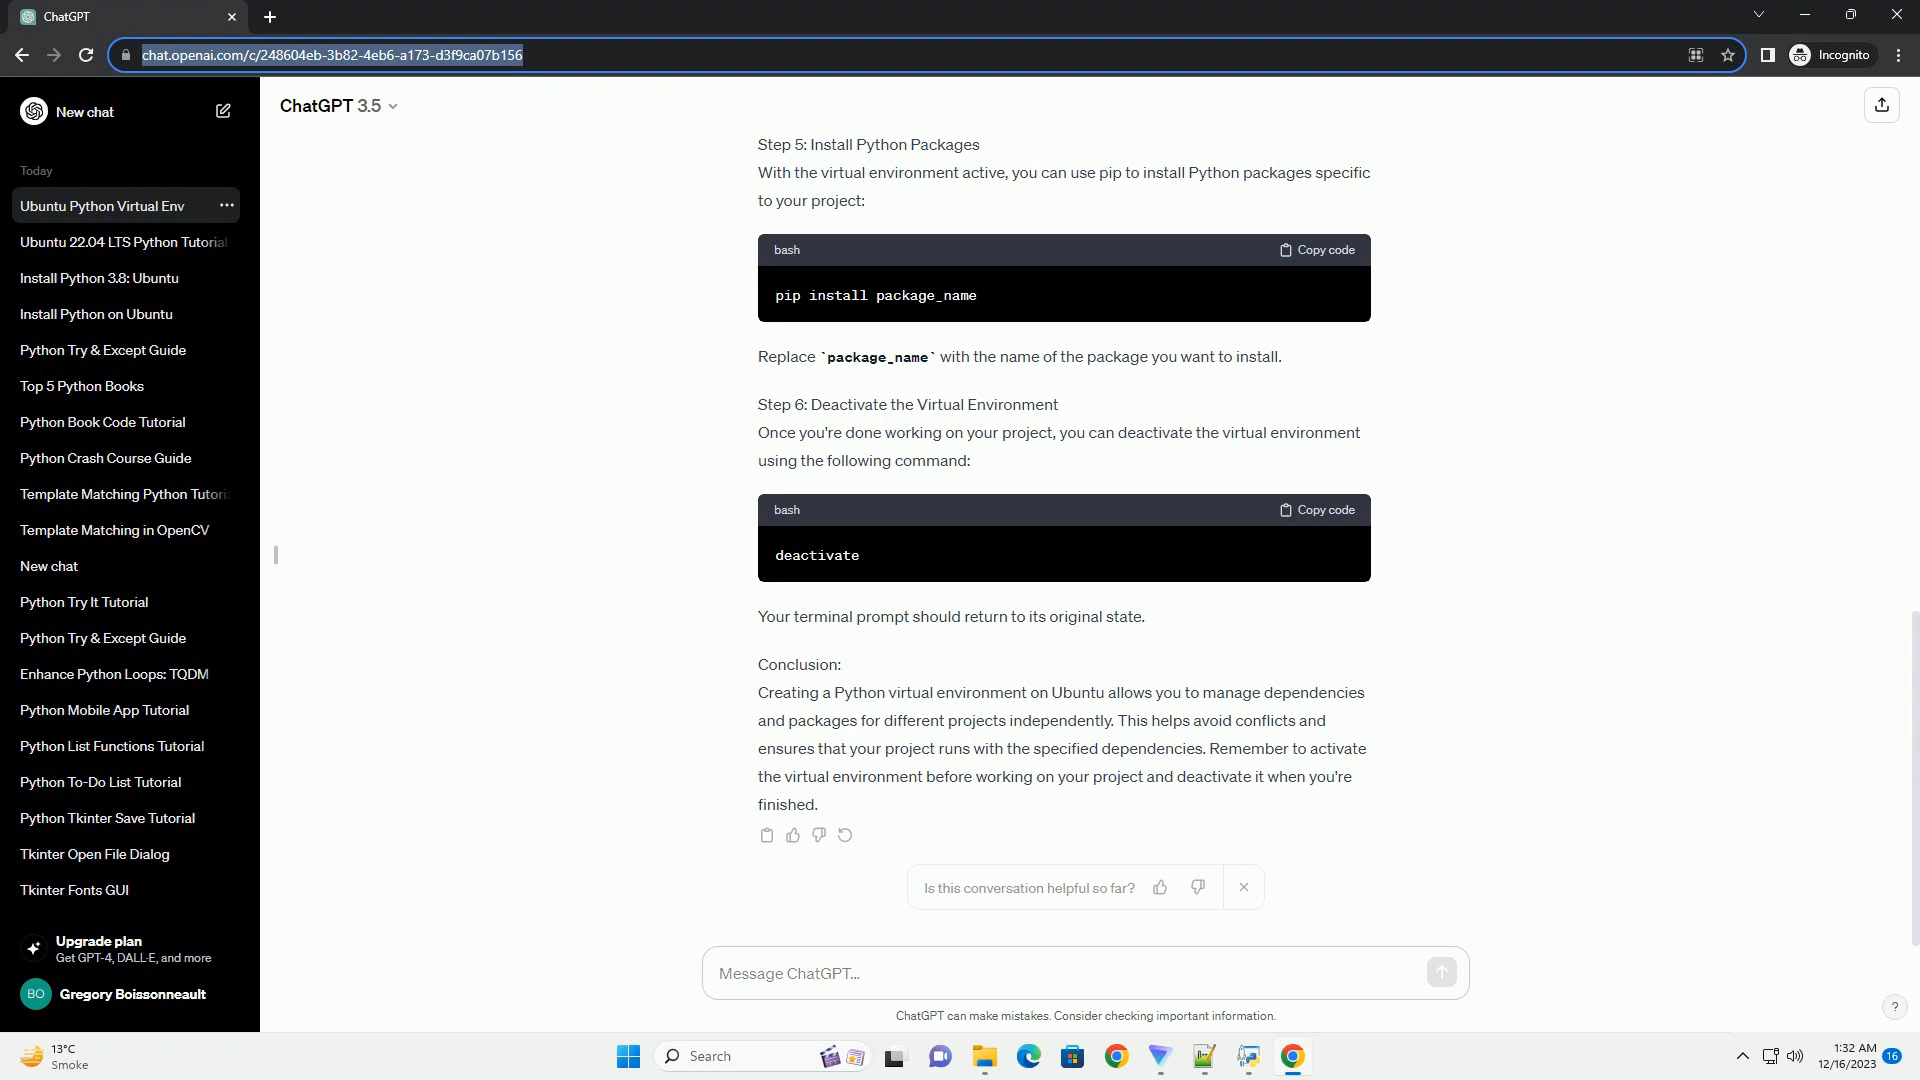 ChatGPT
chat.openai.com/c/248604eb-3b82-4eb6-a173-d3f9ca07b156
Incognito
New chat
Today
Ubuntu Python Virtual Env
Ubuntu 22.04 LTS Python Tutorial
Install Python 3.8: Ubuntu
Install Python on Ubuntu
Python Try & Except Guide
Top 5 Python Books
Python Book Code Tutorial
Python Crash Course Guide
Template Matching Python Tutori
Template Matching in OpenCV
New chat
Python Try It Tutorial
Python Try & Except Guide
Enhance Python Loops: TQDM
Python Mobile App Tutorial
Python List Functions Tutorial
Python To-Do List Tutorial
Python Tkinter Save Tutorial
Tkinter Open File Dialog
Tkinter Fonts GUI
Upgrade plan
Get GPT-4, DALL·E, and more
BO
Gregory Boissonneault
ChatGPT 3.5
Step 5: Install Python Packages
With the virtual environment active, you can use pip to install Python packages specific
to your project:
bash
Copy code
pip install package_name
Replace `package_name` with the name of the package you want to install.
Step 6: Deactivate the Virtual Environment
Once you're done working on your project, you can deactivate the virtual environment
using the following command:
bash
Copy code
deactivate
Your terminal prompt should return to its original state.
Conclusion:
Creating a Python virtual environment on Ubuntu allows you to manage dependencies
and packages for different projects independently. This helps avoid conflicts and
ensures that your project runs with the specified dependencies. Remember to activate
the virtual environment before working on your project and deactivate it when you're
finished.
Is this conversation helpful so far?
Message ChatGPT...
ChatGPT can make mistakes. Consider checking important information.
?
13°C
Smoke
Search
1:32 AM
12/16/2023
16